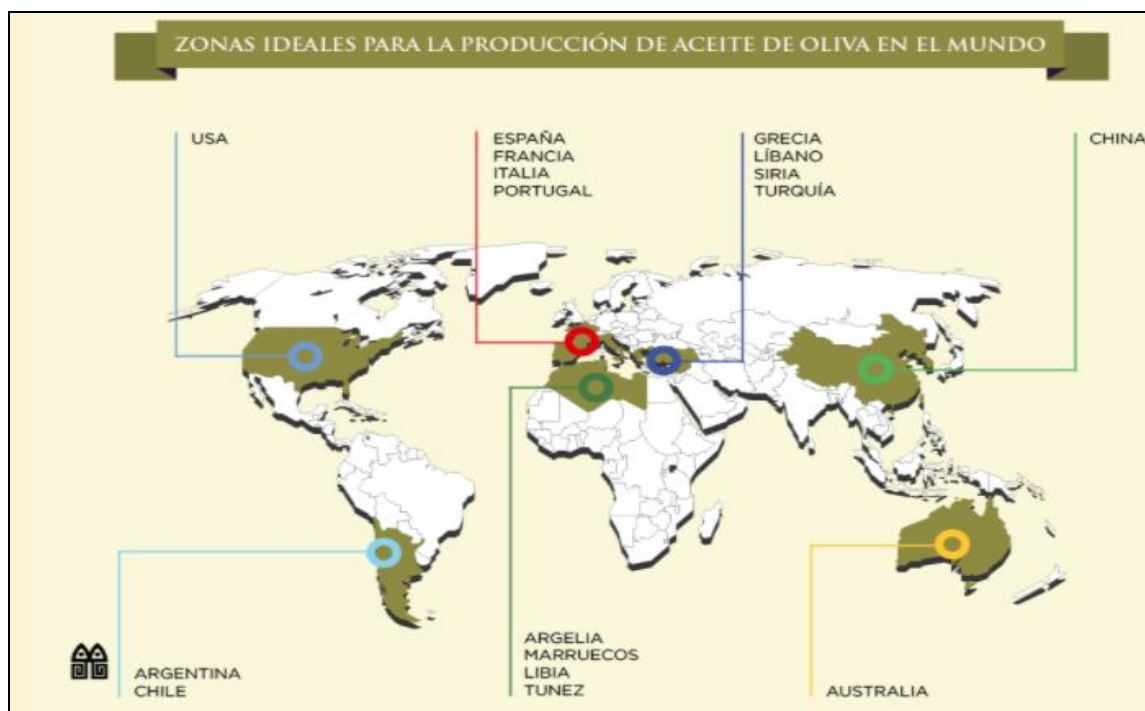 ZONAS IDEALES PARA LA PRODUCCIÓN DE ACEITE DE OLIVA EN EL MUNDO
USA
ESPAÑA
FRANCIA
ITALIA
PORTUGAL
GRECIA
LÍBANO
SIRIA
TURQUÍA
CHINA
ARGENTINA
CHILE
ARGELIA
MARRUECOS
LIBIA
TUNEZ
AUSTRALIA